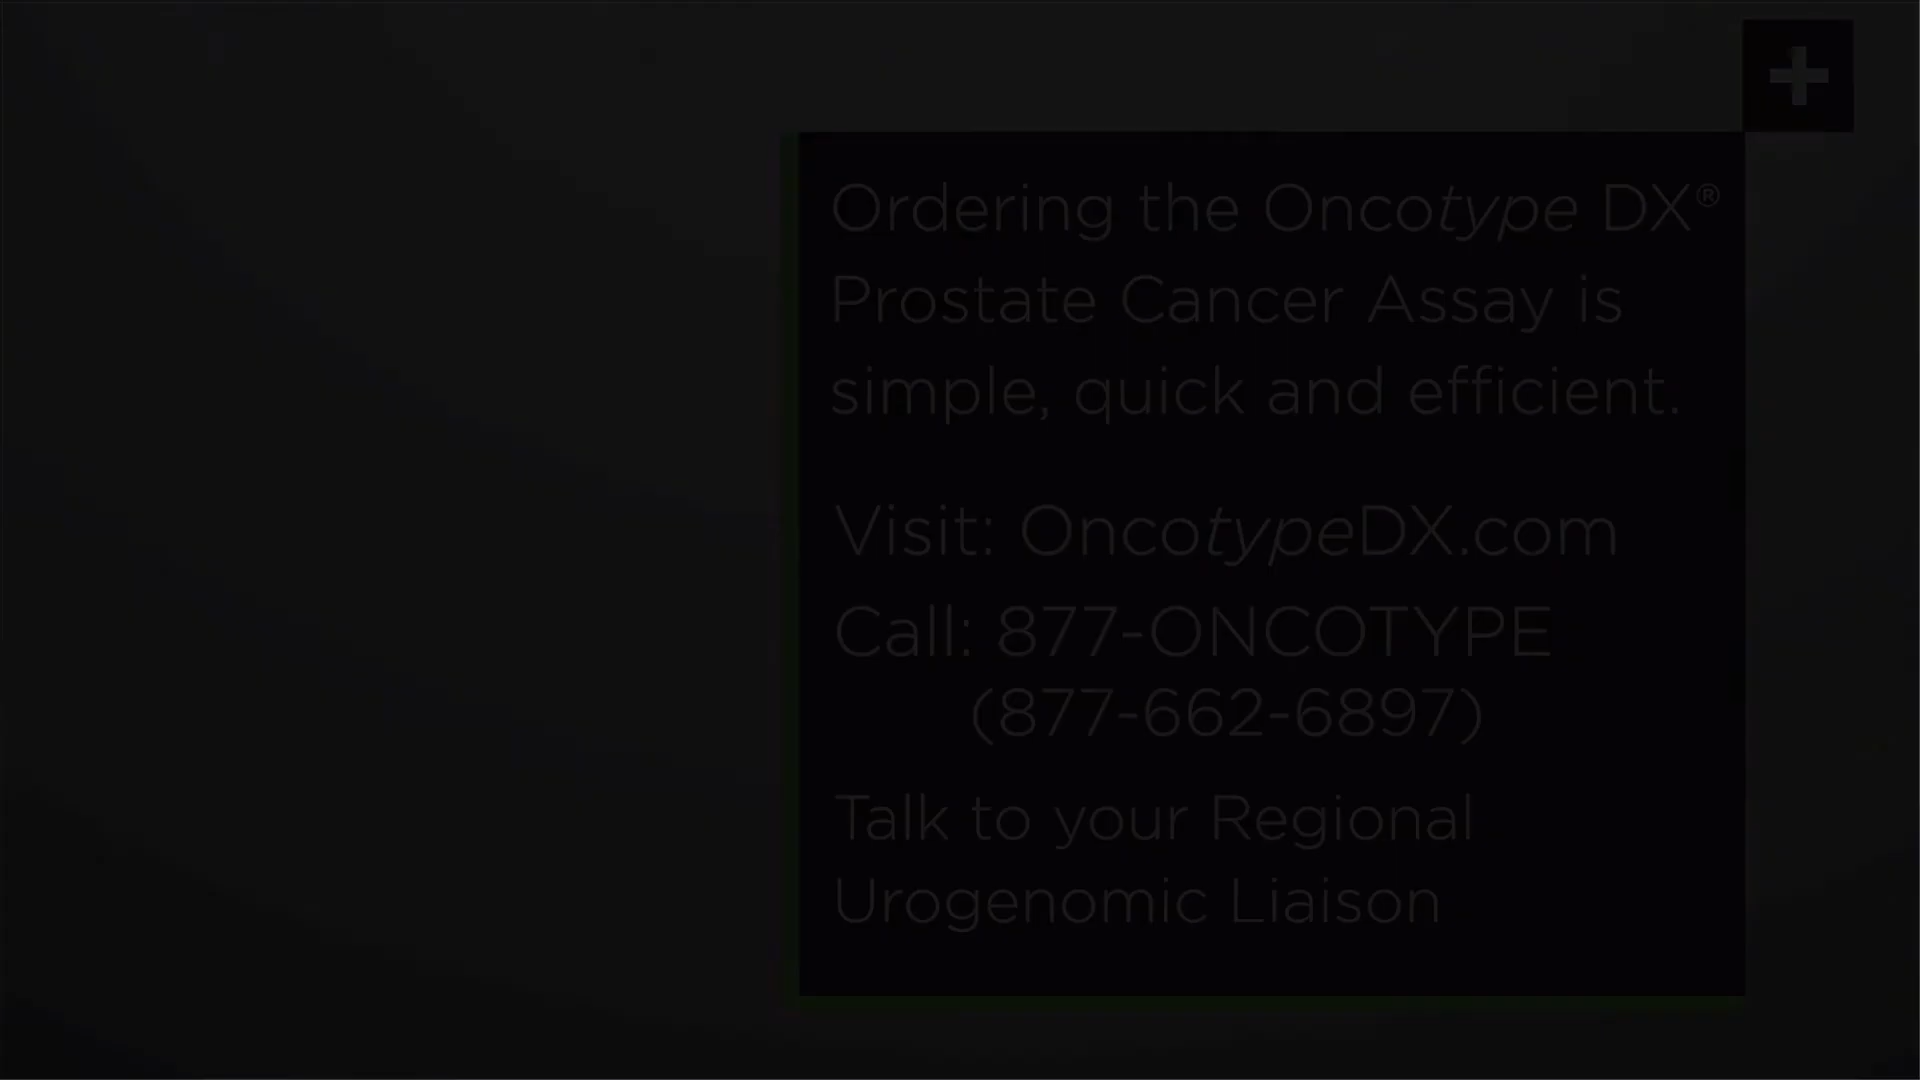 Ordering the Oncotype DX®
Prostate Cancer Assay is
simple, quick and efficient.
Visit: OncotypeDX.com
Call: 877-ONCOTYPE
(877-662-6897)
Talk to your Regional
Urogenomic Liaison